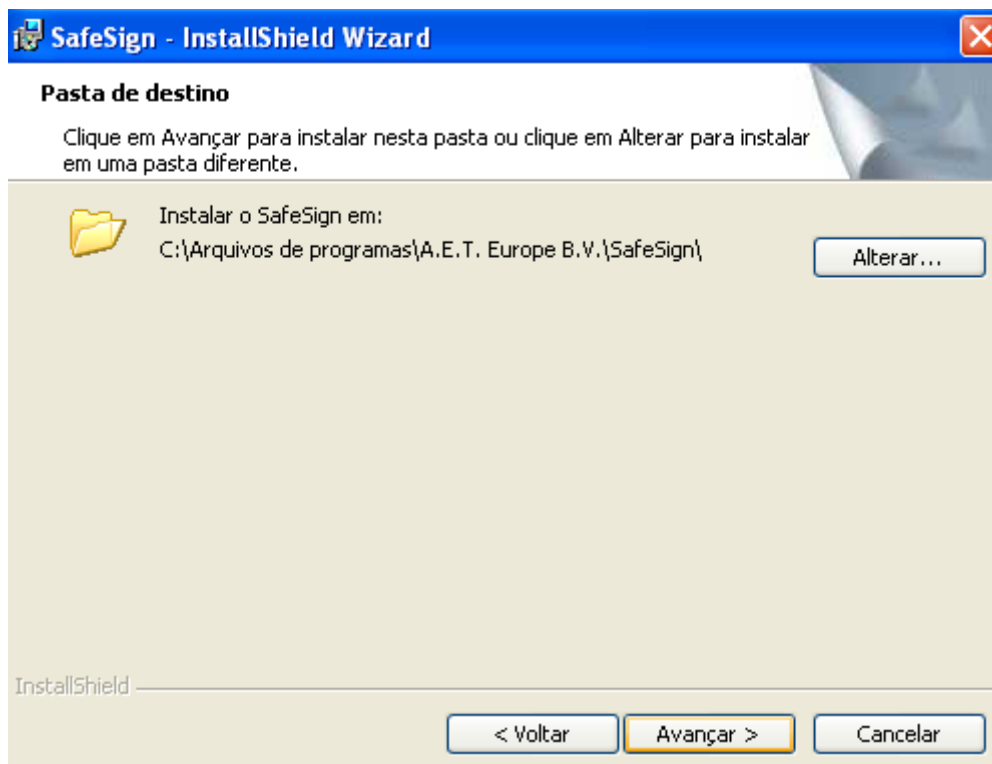 SafeSign - InstallShield Wizard
Pasta de destino
Clique em Avançar para instalar nesta pasta ou clique em Alterar para instalar
em uma pasta diferente.
Instalar o SafeSign em:
C:\Arquivos de programas\A.E.T. Europe B.V.\SafeSign\
Alterar...
InstallShield
< Voltar
Avançar >
Cancelar